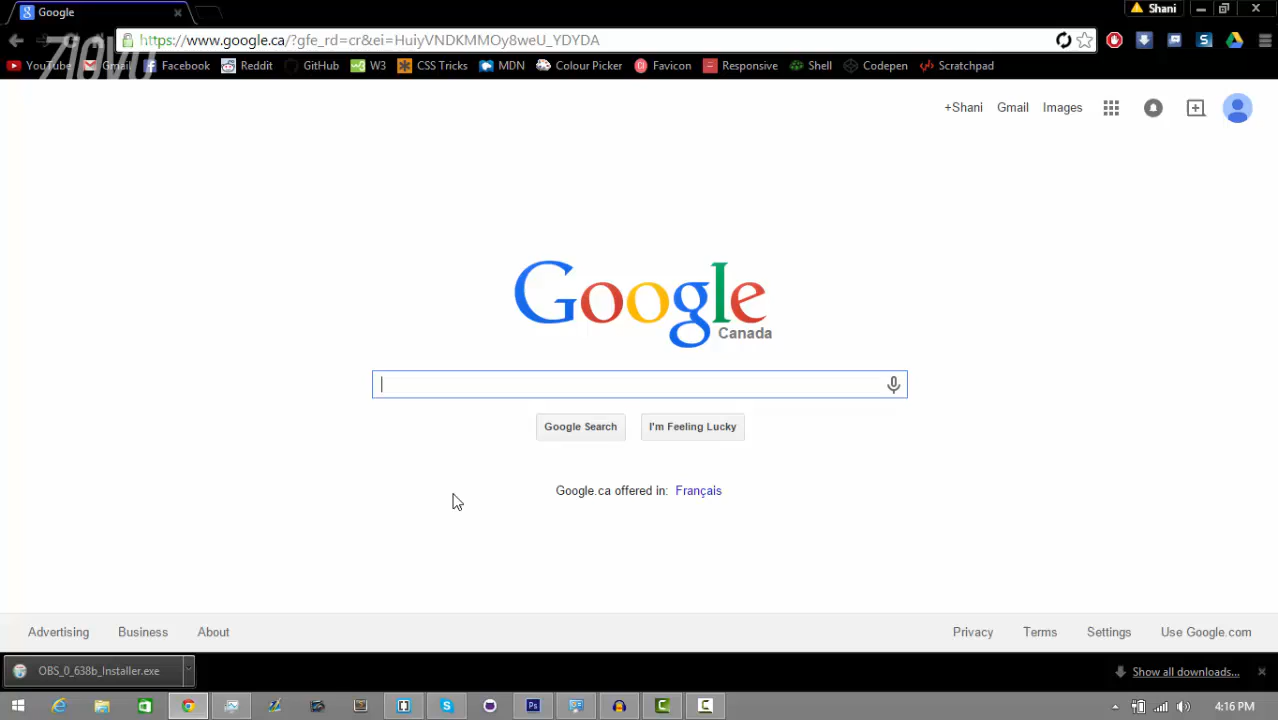 Google
Shani
https://www.google.ca/?gfe_rd=cr&ei=HuiyVNDKMMOy8weU_YDYDA
YouTube Gmail Facebook Reddit GitHub W3 CSS Tricks MDN Colour Picker Favicon Responsive Shell Codepen Scratchpad
+Shani Gmail Images
Google
Canada
Google Search I'm Feeling Lucky
Google.ca offered in: Français
Advertising Business About Privacy Terms Settings Use Google.com
OBS_0_638b_Installer.exe Show all downloads...
4:16 PM